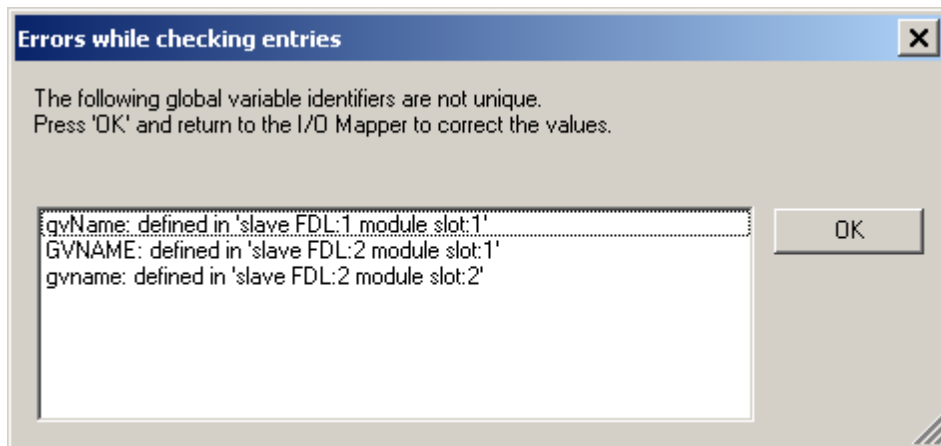 Errors while checking entries
The following global variable identifiers are not unique.
Press 'OK' and return to the I/O Mapper to correct the values.
gvName: defined in 'slave FDL:1 module slot:1'
GVNAME: defined in 'slave FDL:2 module slot:1'
gvname: defined in 'slave FDL:2 module slot:2'
OK